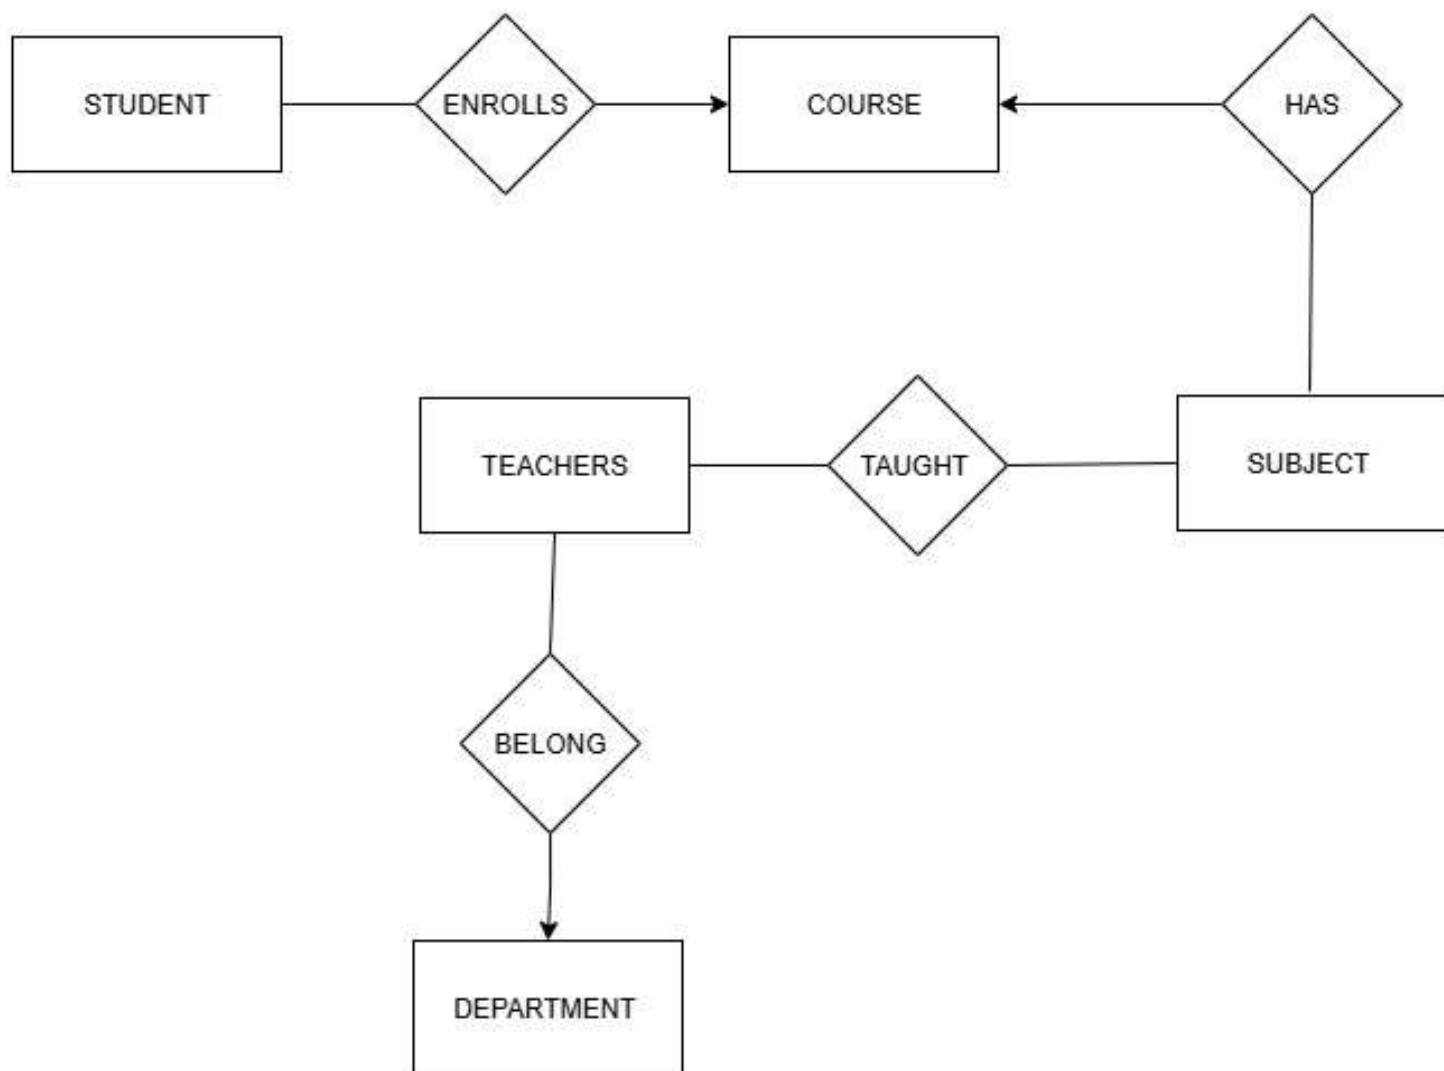 STUDENT
ENROLLS
COURSE
HAS
TEACHERS
TAUGHT
SUBJECT
BELONG
DEPARTMENT